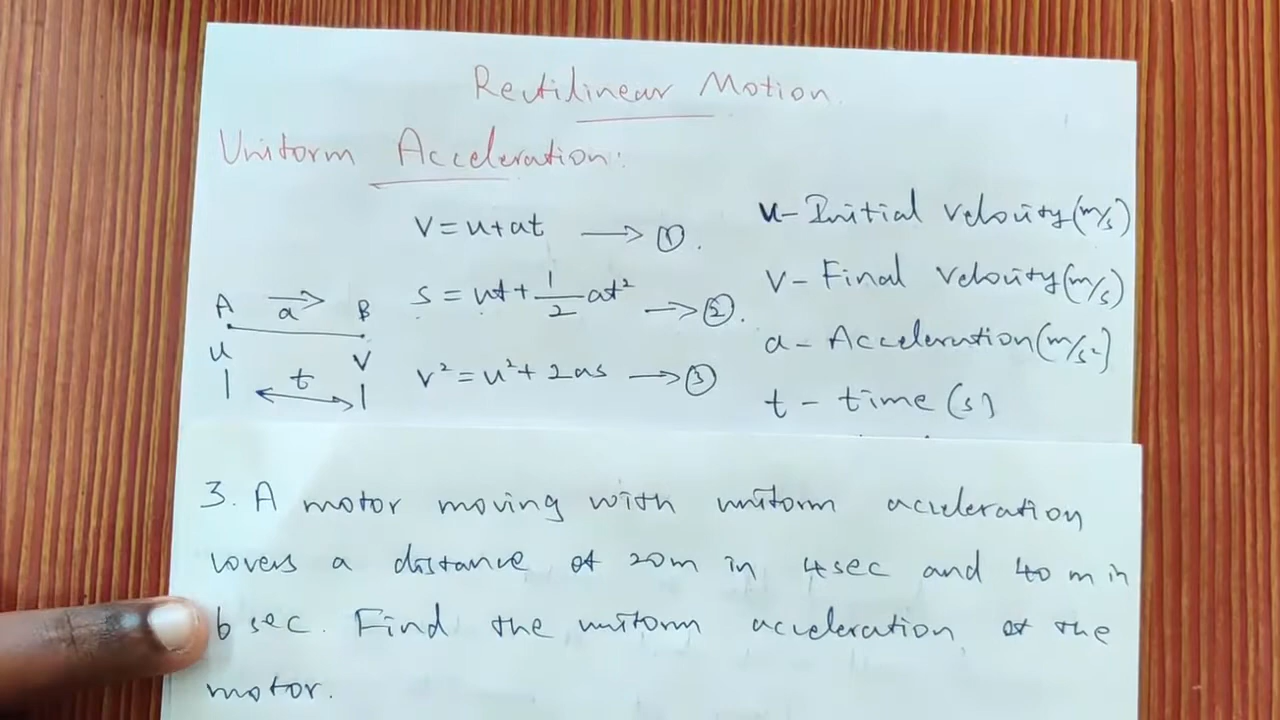 Rectilinear Motion.
Uniform Acceleration:
v = u + at → ①.
s = ut + 1/2 at² → ②.
v² = u² + 2as → ③
A a B
u v
t
u - Initial velocity (m/s)
v - Final velocity (m/s)
a - Acceleration (m/s²)
t - time (s)
3. A motor moving with uniform acceleration
covers a distance of 20m in 4sec and 40 m in
6 sec. Find the uniform acceleration of the
motor.